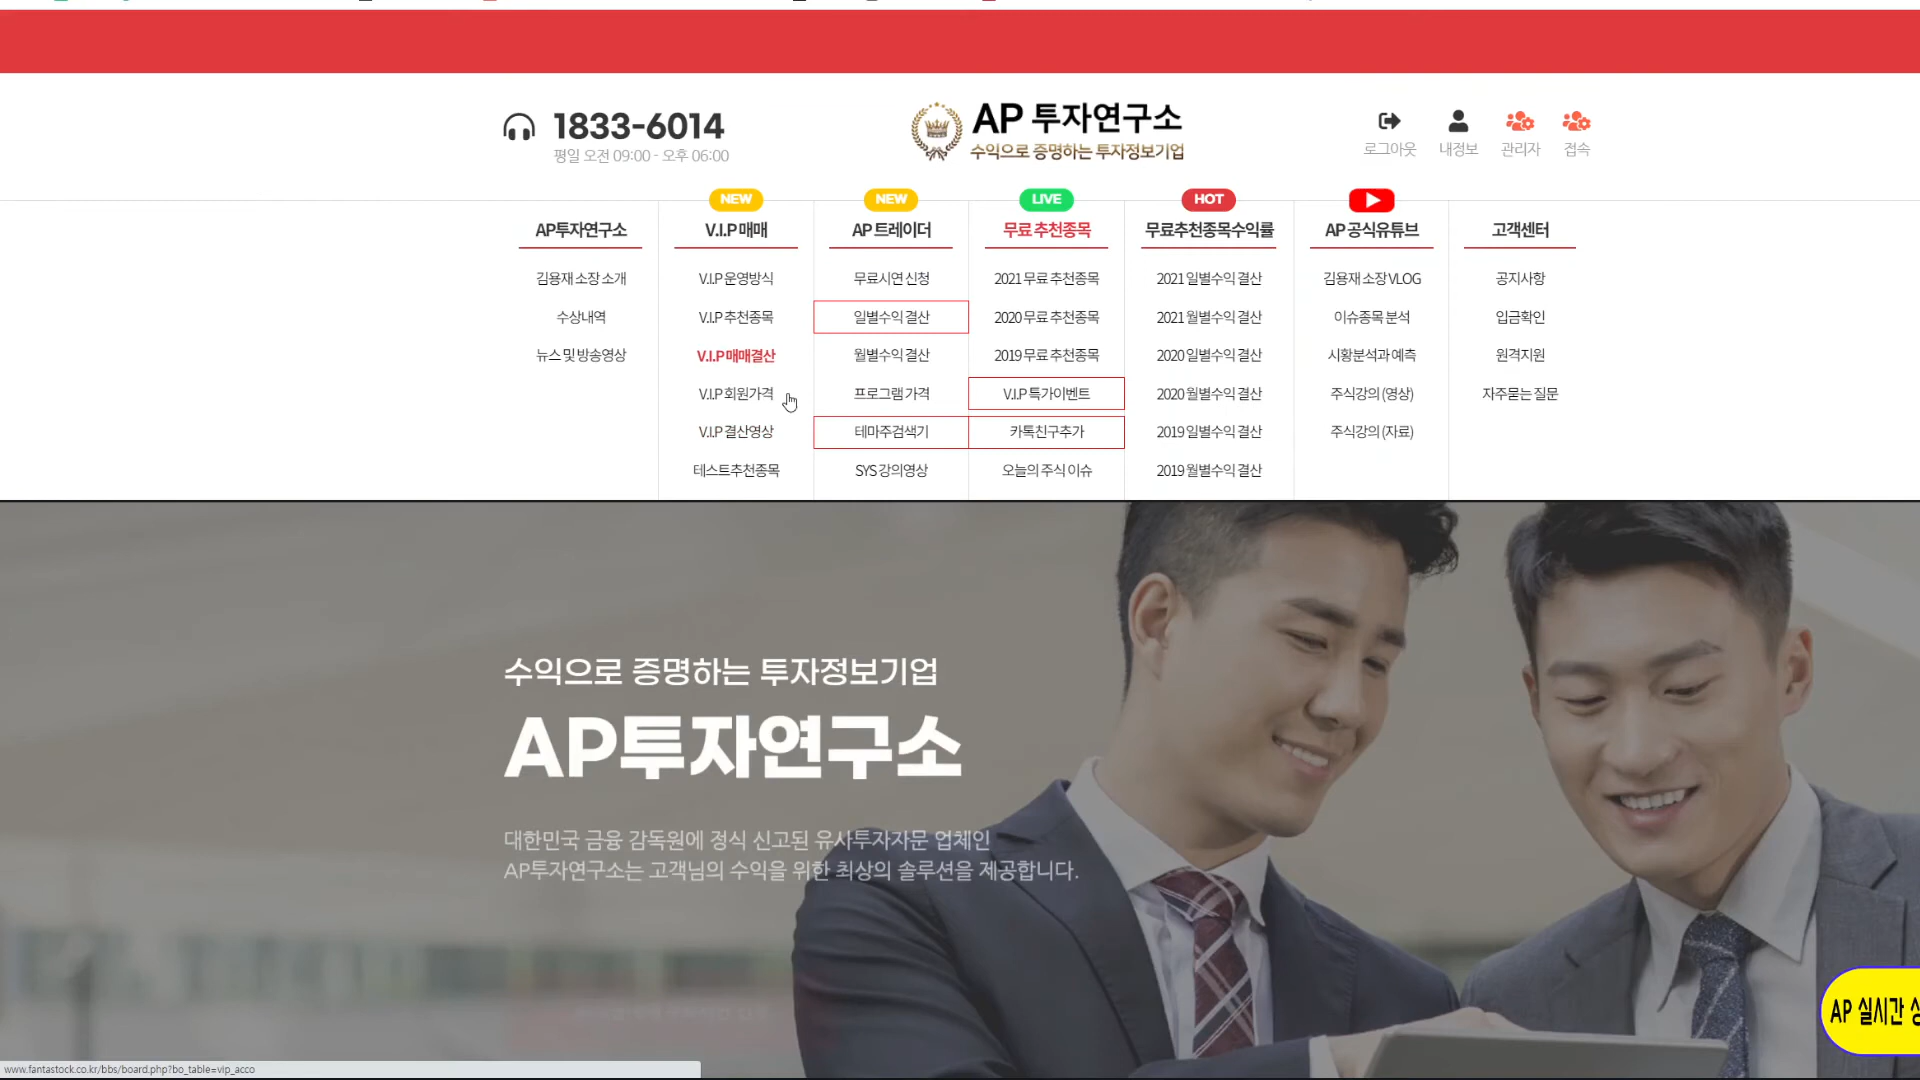 1833-6014
평일 오전 09:00 - 오후 06:00
AP 투자연구소
수익으로 증명하는 투자정보기업
로그아웃
내정보
관리자
접속
NEW
NEW
LIVE
HOT
AP투자연구소
김용재 소장 소개
수상내역
뉴스 및 방송영상
V.I.P 매매
V.I.P 운영방식
V.I.P 추천종목
V.I.P 매매결산
V.I.P 회원가격
V.I.P 결산영상
테스트추천종목
AP 트레이더
무료시연 신청
일별수익 결산
월별수익 결산
프로그램 가격
테마주검색기
SYS 강의영상
무료 추천종목
2021 무료 추천종목
2020 무료 추천종목
2019 무료 추천종목
V.I.P 특가이벤트
카톡친구추가
오늘의 주식 이슈
무료추천종목수익률
2021 일별수익 결산
2021 월별수익 결산
2020 일별수익 결산
2020 월별수익 결산
2019 일별수익 결산
2019 월별수익 결산
AP 공식유튜브
김용재 소장 VLOG
이슈종목 분석
시황분석과 예측
주식강의 (영상)
주식강의 (자료)
고객센터
공지사항
입금확인
원격지원
자주묻는 질문
수익으로 증명하는 투자정보기업
AP투자연구소
대한민국 금융 감독원에 정식 신고된 유사투자자문 업체인
AP투자연구소는 고객님의 수익을 위한 최상의 솔루션을 제공합니다.
AP 실시간
www.fantastock.co.kr/bbs/board.php?bo_table=vip_acco